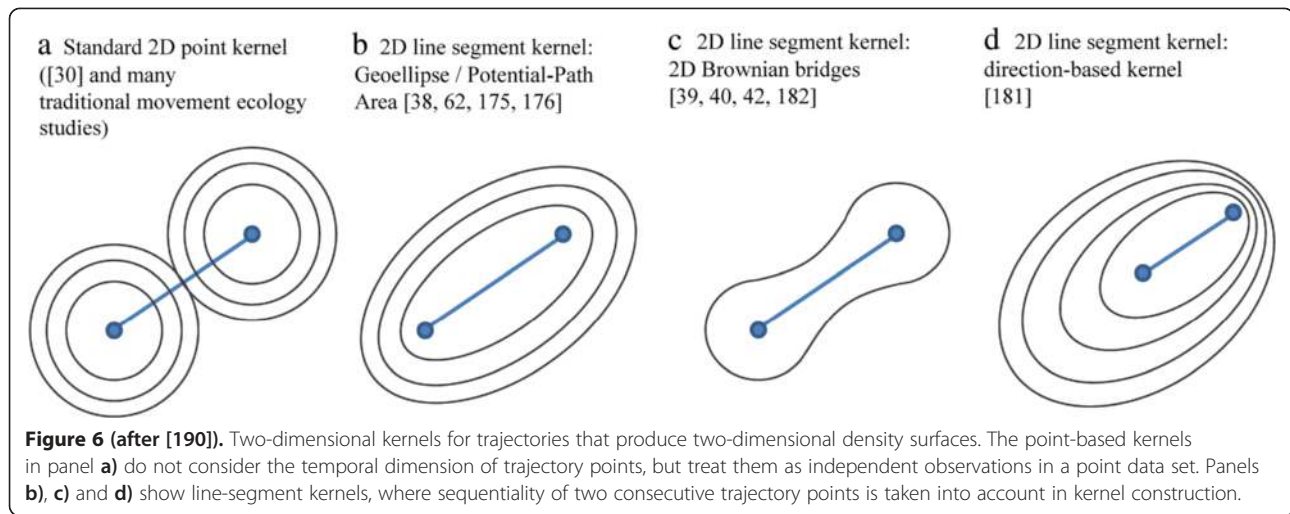 a Standard 2D point kernel
([30] and many
traditional movement ecology
studies)
b 2D line segment kernel:
Geoellipse / Potential-Path
Area [38, 62, 175, 176]
c 2D line segment kernel:
2D Brownian bridges
[39, 40, 42, 182]
d 2D line segment kernel:
direction-based kernel
[181]
Figure 6 (after [190]). Two-dimensional kernels for trajectories that produce two-dimensional density surfaces. The point-based kernels
in panel a) do not consider the temporal dimension of trajectory points, but treat them as independent observations in a point data set. Panels
b), c) and d) show line-segment kernels, where sequentiality of two consecutive trajectory points is taken into account in kernel construction.